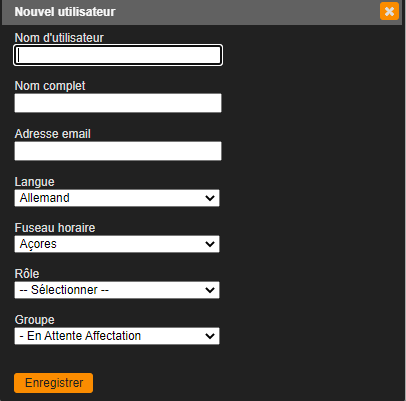 Nouvel utilisateur
Nom d'utilisateur
Nom complet
Adresse email
Langue
Allemand
Fuseau horaire
Açores
Rôle
-- Sélectionner --
Groupe
- En Attente Affectation
Enregistrer